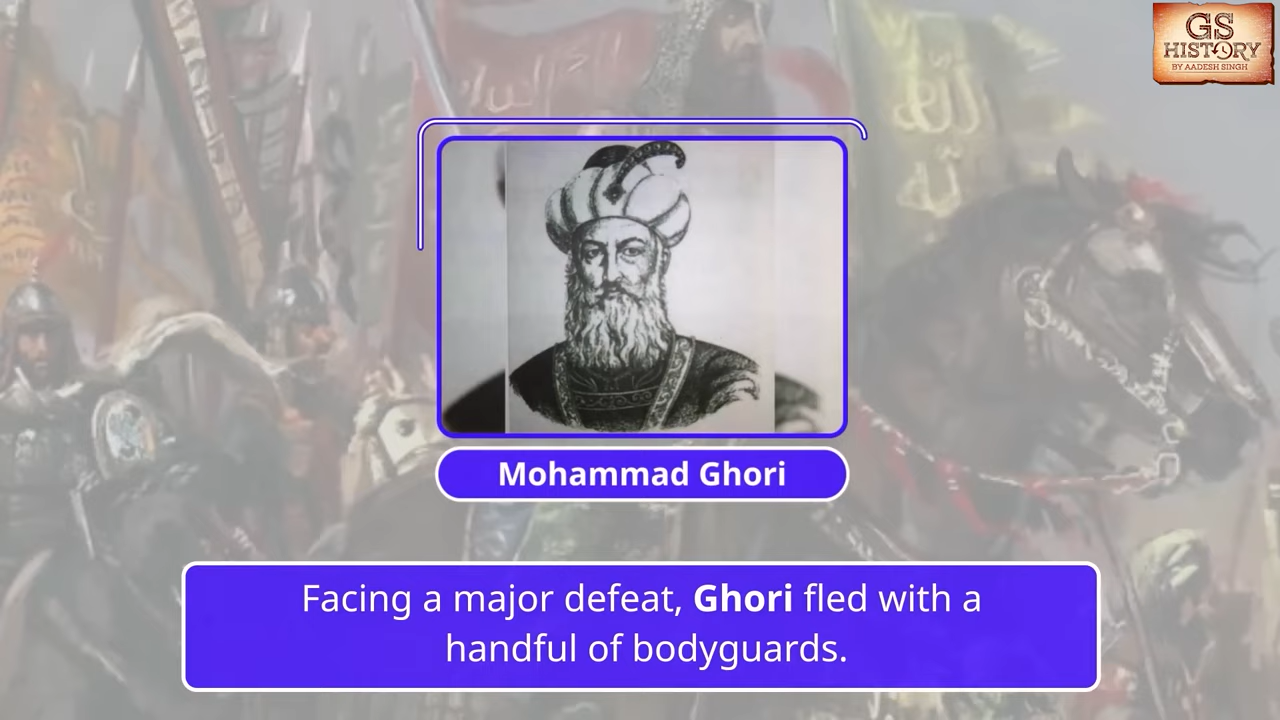 GS
HISTORY
BY AADESH SINGH
Mohammad Ghori
Facing a major defeat, Ghori fled with a
handful of bodyguards.